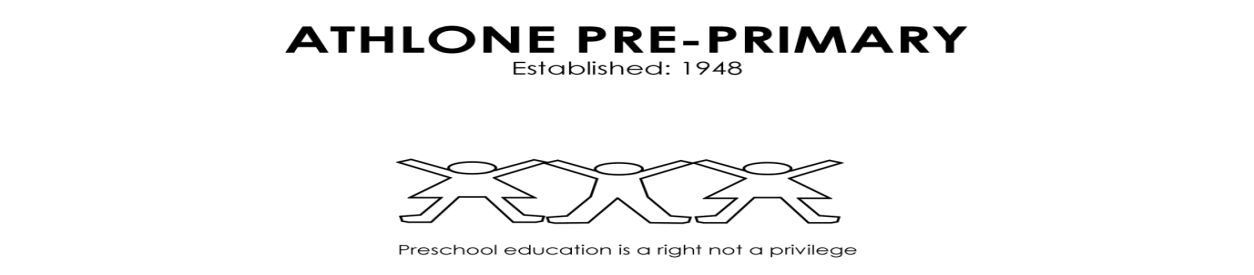 ATHLONE PRE-PRIMARY
Established: 1948
Preschool education is a right not a privilege